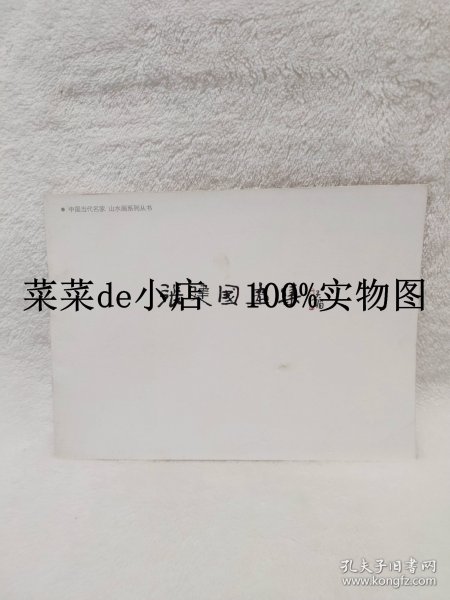 • 中国当代名家 山水画系列丛书
國
菜菜de小店，100%实物图
孔夫子旧书网
www.kongfz.com